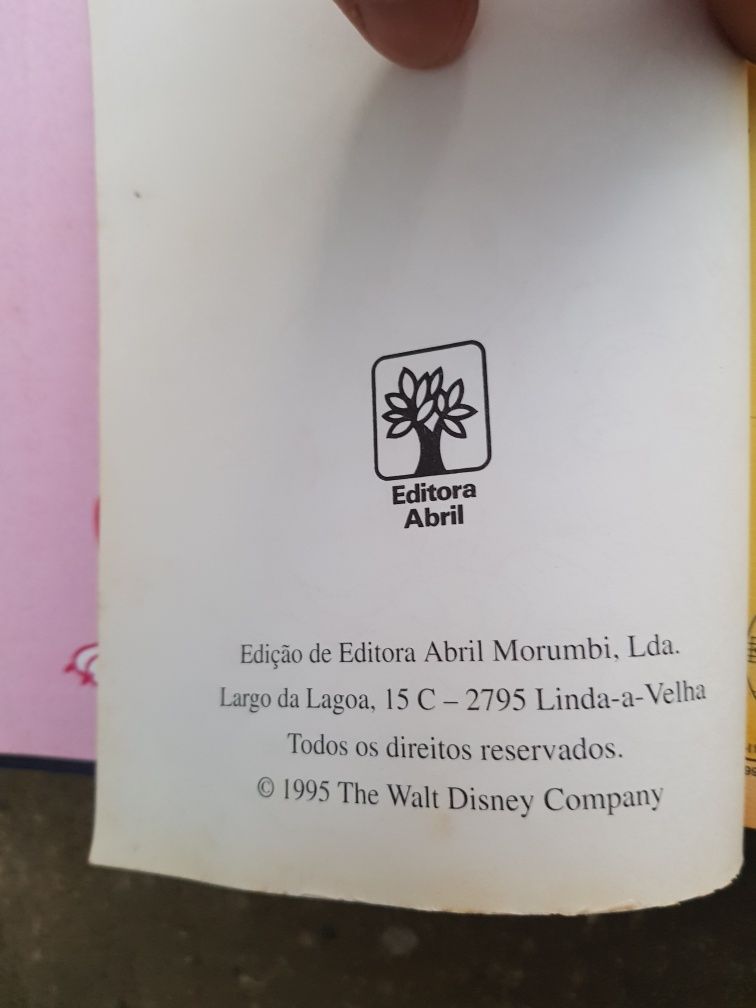 Editora
Abril
Edição de Editora Abril Morumbi, Lda.
Largo da Lagoa, 15 C – 2795 Linda-a-Velha
Todos os direitos reservados.
© 1995 The Walt Disney Company